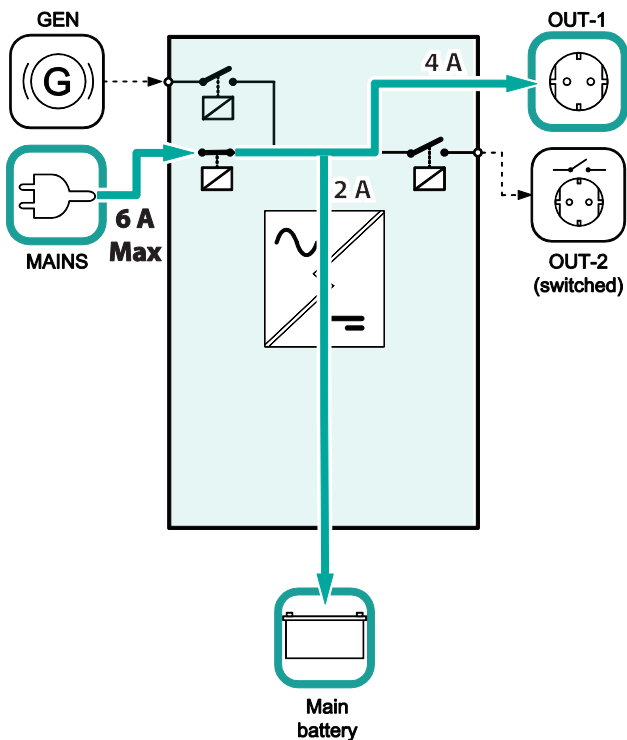 GEN
G
OUT-1
4 A
MAINS
6 A
Max
2 A
OUT-2
(switched)
Main
battery